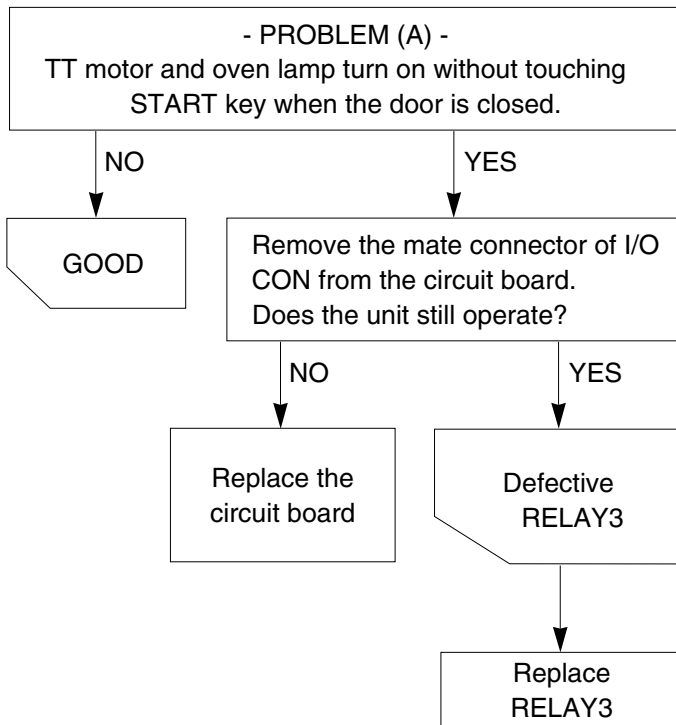 - PROBLEM (A) -
TT motor and oven lamp turn on without touching
START key when the door is closed.
NO
YES
GOOD
Remove the mate connector of I/O
CON from the circuit board.
Does the unit still operate?
NO
YES
Replace the
circuit board
Defective
RELAY3
Replace
RELAY3